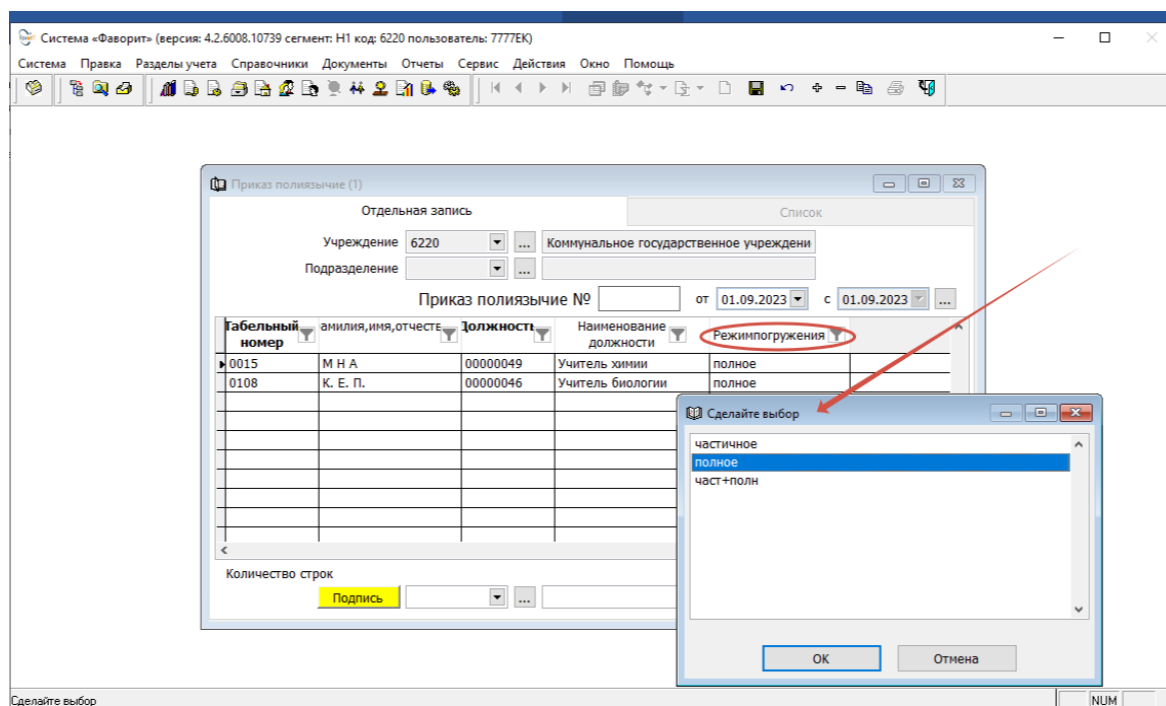 Система «Фаворит» (версия: 4.2.6008.10739 сегмент: H1 код: 6220 пользователь: 7777EK)
Система Правка Разделы учета Справочники Документы Отчеты Сервис Действия Окно Помощь
Приказ полиязычие (1)
Отдельная запись Список
Учреждение 6220 ... Коммунальное государственное учреждени
Подразделение ...
Приказ полиязычие № от 01.09.2023 с 01.09.2023 ...
Табельный номер амилия,имя,отчеств Должность Наименование должности Режимпогружения
0015 М Н А 00000049 Учитель химии полное
0108 К. Е. П. 00000046 Учитель биологии полное
Сделайте выбор
частичное
полное
част+полн
Количество строк
Подпись ...
ОК Отмена
Сделайте выбор NUM